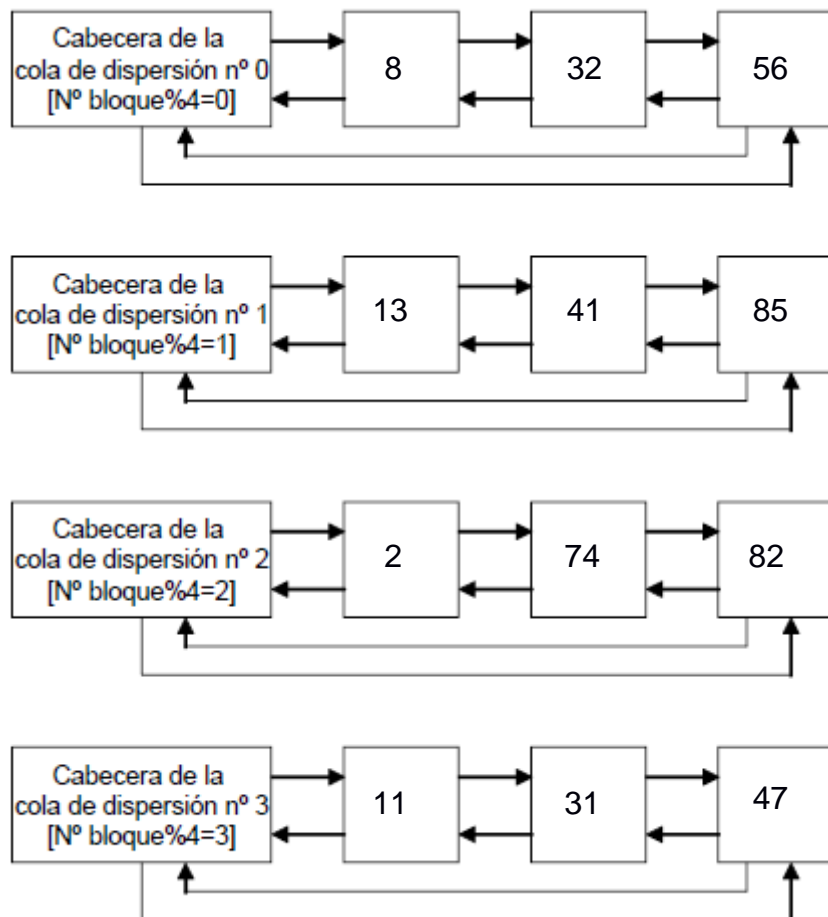 Cabecera de la
cola de dispersión nº 0
[Nº bloque%4=0]
8
32
56
Cabecera de la
cola de dispersión nº 1
[Nº bloque%4=1]
13
41
85
Cabecera de la
cola de dispersión nº 2
[Nº bloque%4=2]
2
74
82
Cabecera de la
cola de dispersión nº 3
[Nº bloque%4=3]
11
31
47